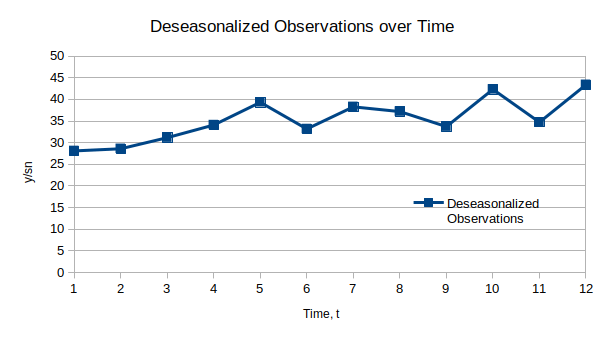 Deseasonalized Observations over Time
50
45
40
35
30
25
20
15
10
5
0
y/sn
Deseasonalized
Observations
1 2 3 4 5 6 7 8 9 10 11 12
Time, t